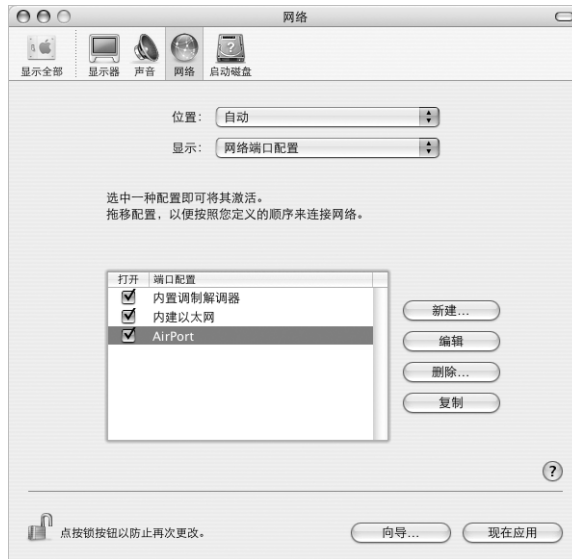 网络
显示全部 显示器 声音 网络 启动磁盘
位置： 自动
显示： 网络端口配置
选中一种配置即可将其激活。
拖移配置，以便按照您定义的顺序来连接网络。
打开 端口配置
内置调制解调器
内建以太网
AirPort
新建...
编辑
删除...
复制
?
点按锁按钮以防止再次更改。
向导... 现在应用